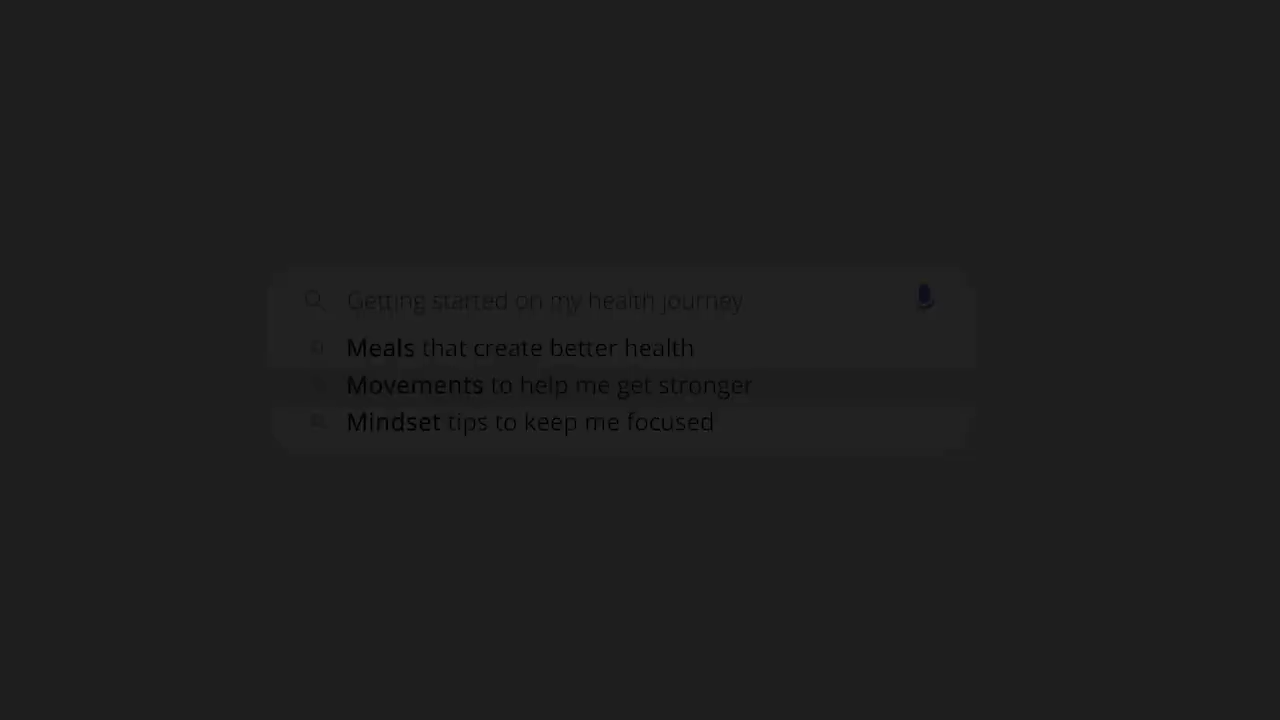 Getting started on my health journey
Meals that create better health
Movements to help me get stronger
Mindset tips to keep me focused